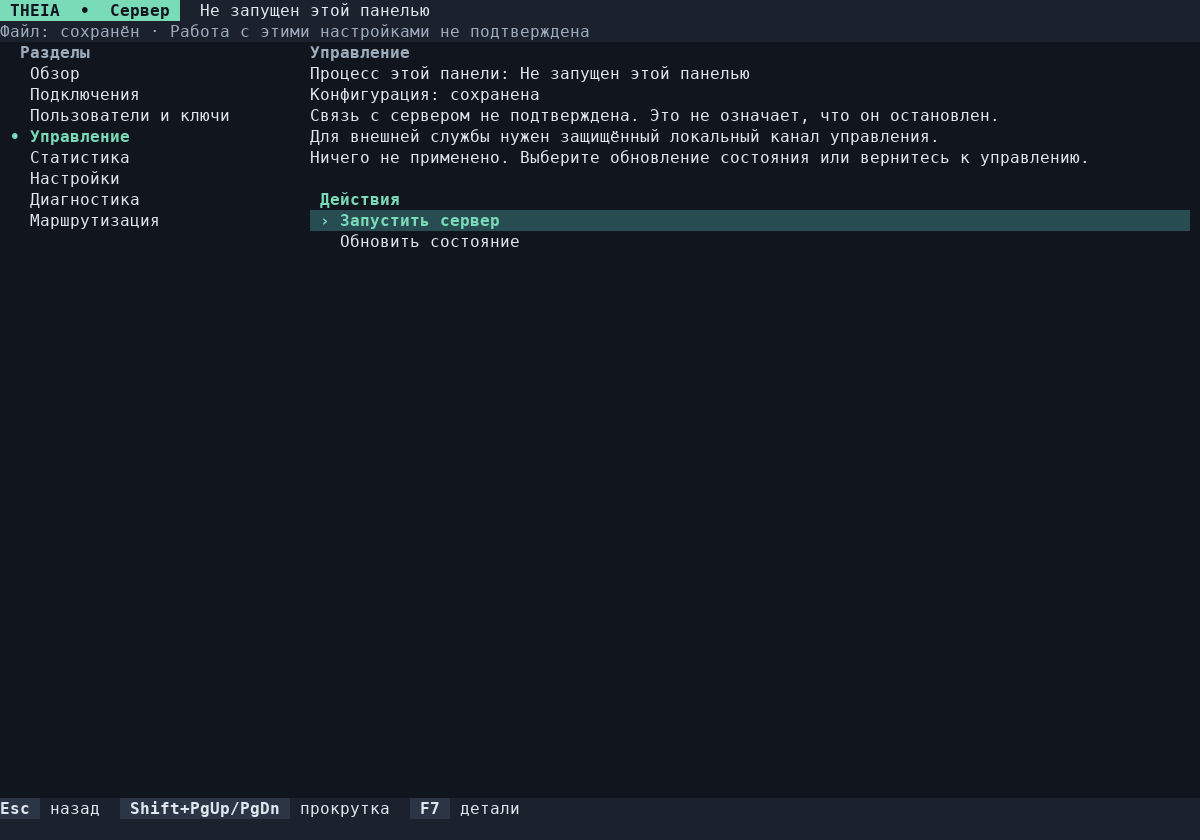 THEIA • Сервер Не запущен этой панелью
Файл: сохранён · Работа с этими настройками не подтверждена
Разделы
Обзор
Подключения
Пользователи и ключи
• Управление
Статистика
Настройки
Диагностика
Маршрутизация
Управление
Процесс этой панели: Не запущен этой панелью
Конфигурация: сохранена
Связь с сервером не подтверждена. Это не означает, что он остановлен.
Для внешней службы нужен защищённый локальный канал управления.
Ничего не применено. Выберите обновление состояния или вернитесь к управлению.
Действия
› Запустить сервер
Обновить состояние
Esc назад Shift+PgUp/PgDn прокрутка F7 детали